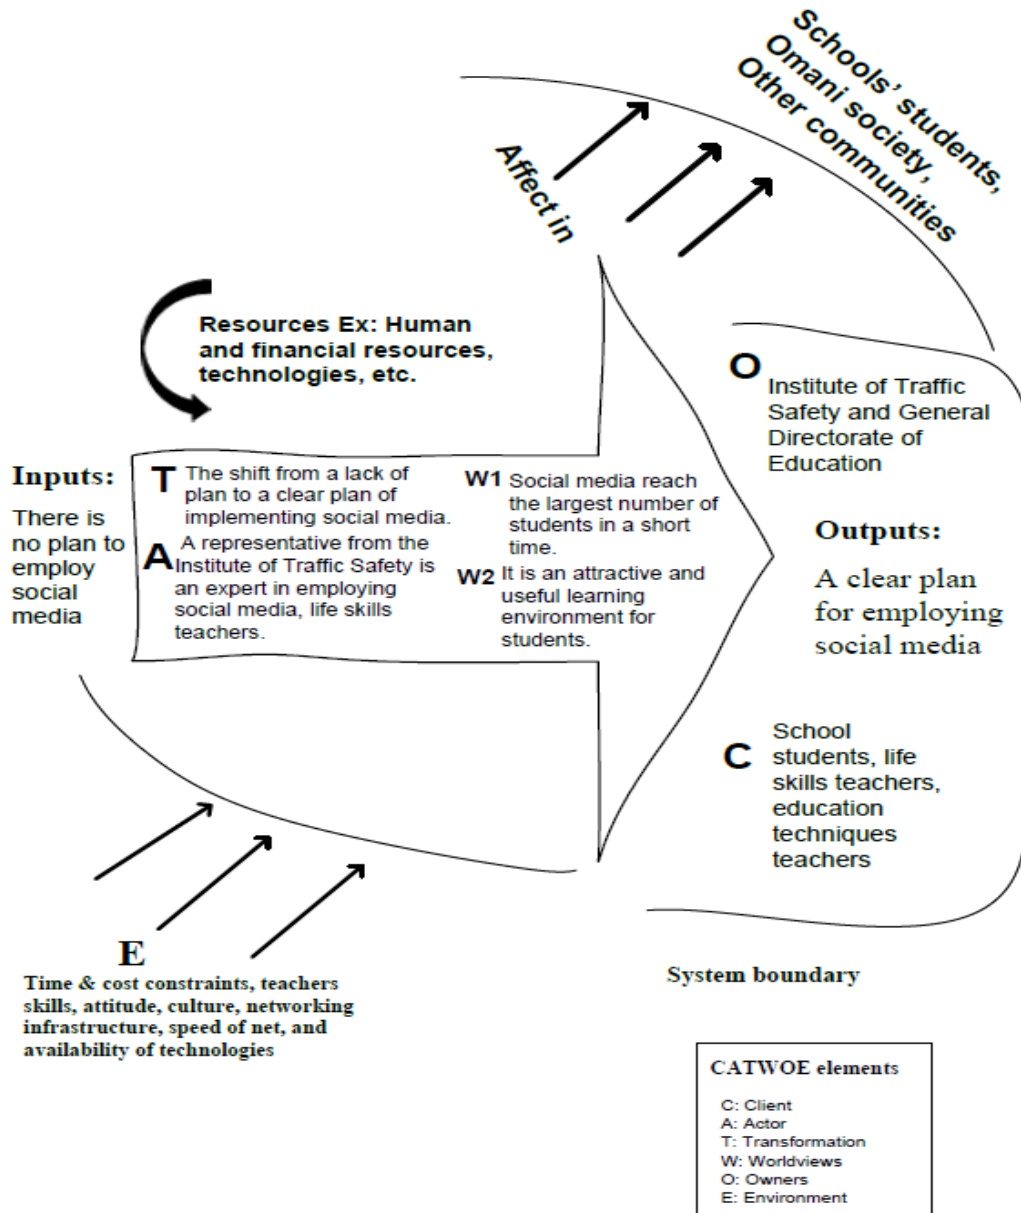 Schools' students,
Omani society,
Other communities
Affect in
Resources Ex: Human
and financial resources,
technologies, etc.
O
Institute of Traffic
Safety and General
Directorate of
Education
Inputs:
There is
no plan to
employ
social
media
T The shift from a lack of
plan to a clear plan of
implementing social media.
A A representative from the
Institute of Traffic Safety is
an expert in employing
social media, life skills
teachers.
W1 Social media reach
the largest number of
students in a short
time.
W2 It is an attractive and
useful learning
environment for
students.
Outputs:
A clear plan
for employing
social media
C
School
students, life
skills teachers,
education
techniques
teachers
E
Time & cost constraints, teachers
skills, attitude, culture, networking
infrastructure, speed of net, and
availability of technologies
System boundary
CATWOE elements
C: Client
A: Actor
T: Transformation
W: Worldviews
O: Owners
E: Environment